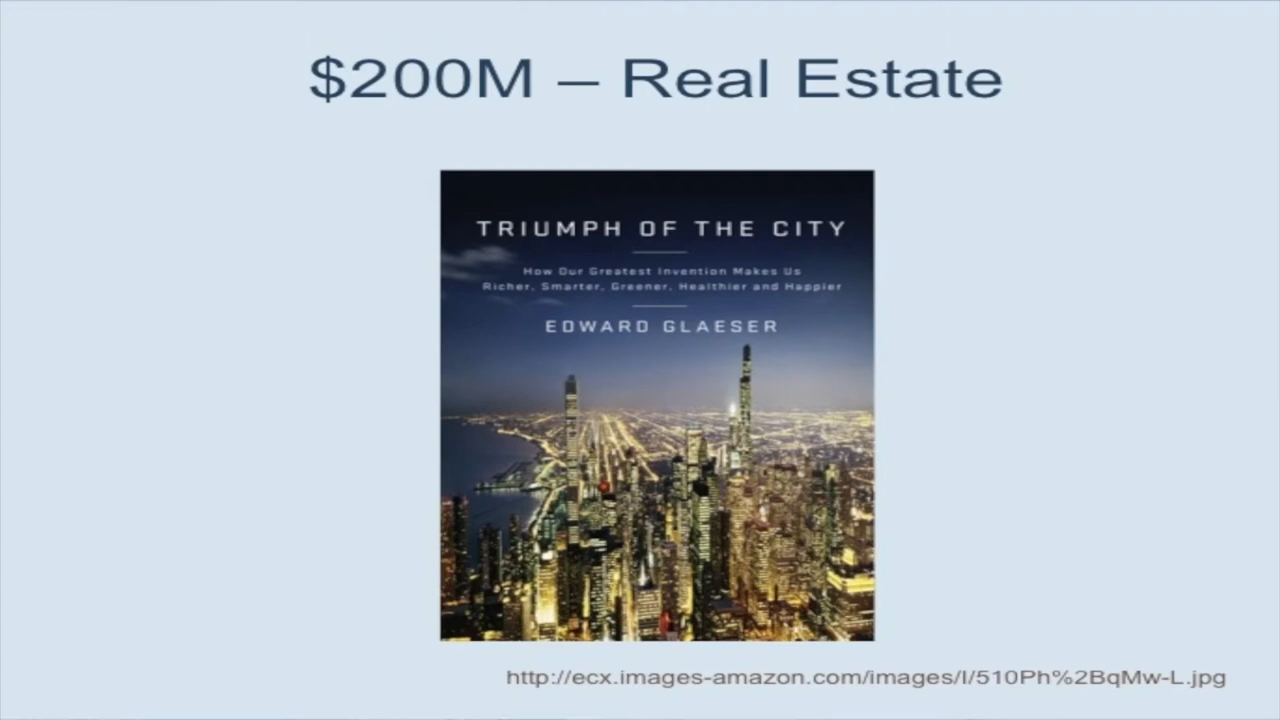 $200M – Real Estate
TRIUMPH OF THE CITY
How Our Greatest Invention Makes Us
Richer, Smarter, Greener, Healthier and Happier
EDWARD GLAESER
http://ecx.images-amazon.com/images/I/510Ph%2BqMw-L.jpg